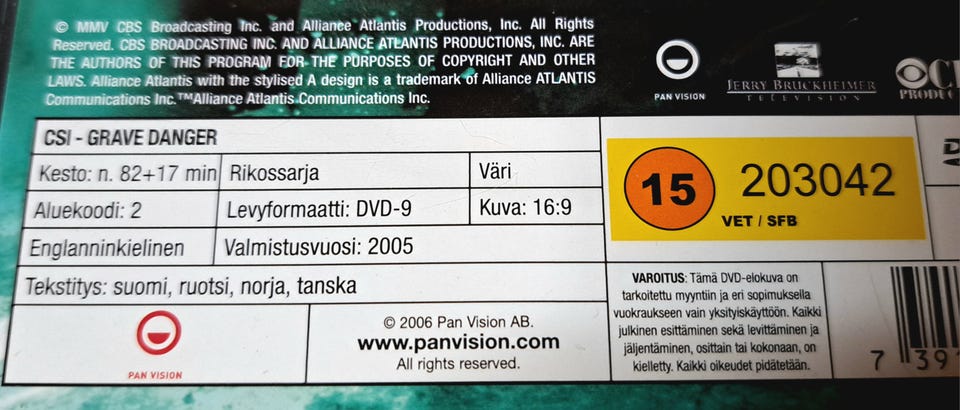 © MMV CBS Broadcasting Inc. and Alliance Atlantis Productions, Inc. All Rights
Reserved. CBS BROADCASTING INC. AND ALLIANCE ATLANTIS PRODUCTIONS, INC. ARE
THE AUTHORS OF THIS PROGRAM FOR THE PURPOSES OF COPYRIGHT AND OTHER
LAWS. Alliance Atlantis with the stylised A design is a trademark of Alliance ATLANTIS
Communications Inc.™Alliance Atlantis Communications Inc.
PAN VISION
JERRY BRUCKHEIMER
TELEVISION
CSI - GRAVE DANGER
Kesto: n. 82+17 min
Rikossarja
Väri
Aluekoodi: 2
Levyformaatti: DVD-9
Kuva: 16:9
Englanninkielinen
Valmistusvuosi: 2005
Tekstitys: suomi, ruotsi, norja, tanska
PAN VISION
© 2006 Pan Vision AB.
www.panvision.com
All rights reserved.
15
203042
VET / SFB
VAROITUS: Tämä DVD-elokuva on
tarkoitettu myyntiin ja eri sopimuksella
vuokraukseen vain yksityiskäyttöön. Kaikki
julkinen esittäminen sekä levittäminen ja
jäljentäminen, osittain tai kokonaan, on
kielletty. Kaikki oikeudet pidätetään.
7 39